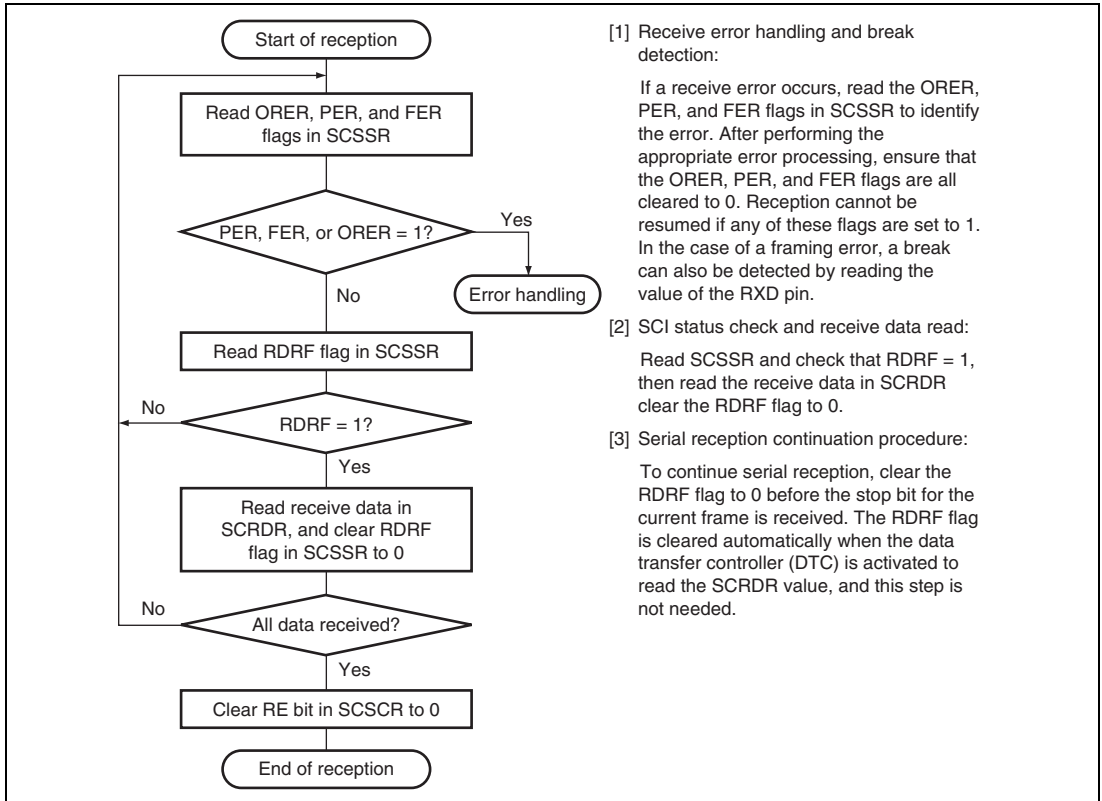 Start of reception
Read ORER, PER, and FER
flags in SCSSR
PER, FER, or ORER = 1?
Yes
Error handling
No
Read RDRF flag in SCSSR
No
RDRF = 1?
Yes
Read receive data in
SCRDR, and clear RDRF
flag in SCSSR to 0
No
All data received?
Yes
Clear RE bit in SCSCR to 0
End of reception
[1] Receive error handling and break
detection:
If a receive error occurs, read the ORER,
PER, and FER flags in SCSSR to identify
the error. After performing the
appropriate error processing, ensure that
the ORER, PER, and FER flags are all
cleared to 0. Reception cannot be
resumed if any of these flags are set to 1.
In the case of a framing error, a break
can also be detected by reading the
value of the RXD pin.
[2] SCI status check and receive data read:
Read SCSSR and check that RDRF = 1,
then read the receive data in SCRDR
clear the RDRF flag to 0.
[3] Serial reception continuation procedure:
To continue serial reception, clear the
RDRF flag to 0 before the stop bit for the
current frame is received. The RDRF flag
is cleared automatically when the data
transfer controller (DTC) is activated to
read the SCRDR value, and this step is
not needed.